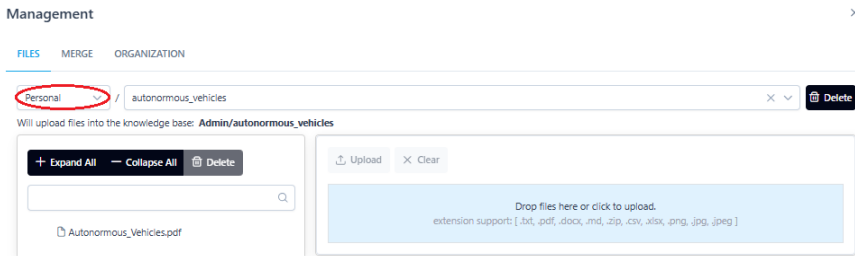 Management
FILES MERGE ORGANIZATION
Personal / autonormous_vehicles Delete
Will upload files into the knowledge base: Admin/autonormous_vehicles
Expand All Collapse All Delete
Upload Clear
Drop files here or click to upload.
extension support: [ .txt, .pdf, .docx, .md, .zip, .csv, .xlsx, .png, .jpg, .jpeg ]
Autonormous_Vehicles.pdf